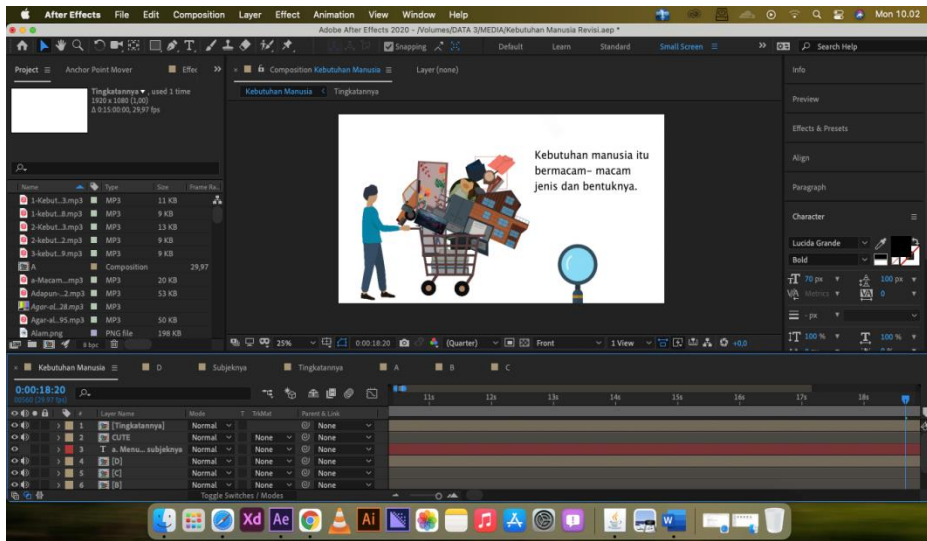 After Effects File Edit Composition Layer Effect Animation View Window Help
Mon 10.02
Adobe After Effects 2020 - /Volumes/DATA 3/MEDIA/Kebutuhan Manusia Revisi.aep *
Snapping Default Learn Standard Small Screen Search Help
Project Anchor Point Mover Effec
Composition Kebutuhan Manusia Layer (none)
Info
Tingkatannya, used 1 time
1920 x 1080 (1,00)
Δ 0:15:00:00, 29,97 fps
Kebutuhan Manusia Tingkatannya
Preview
Effects & Presets
Align
Paragraph
Kebutuhan manusia itu
bermacam- macam
jenis dan bentuknya.
Name Type Size Frame Ra..
1-Kebut...3.mp3 MP3 11 KB
1-kebut...8.mp3 MP3 9 KB
2-Kebut...3.mp3 MP3 13 KB
2-kebut...2.mp3 MP3 9 KB
3-kebut...9.mp3 MP3 9 KB
A Composition 29,97
a-Macam...mp3 MP3 20 KB
Adapun-...2.mp3 MP3 53 KB
Agar-al...28.mp3 MP3
Agar-al...95.mp3 MP3 50 KB
Alam.png PNG file 198 KB
8 bpc
Character
Lucida Grande
Bold
70 px 100 px
Metrics 0
- px
100 % 100 %
25% 0:00:18:20 (Quarter) Front 1 View +0,0
Kebutuhan Manusia D Subjeknya Tingkatannya A B C
0:00:18:20
00560 (29.97 fps)
11s 12s 13s 14s 15s 16s 17s 18s
# Layer Name Mode T TrkMat Parent & Link
1 [Tingkatannya] Normal None
2 CUTE Normal None None
3 T a. Menu... subjeknya Normal None None
4 [D] Normal None None
5 [C] Normal None None
6 [B] Normal None None
Toggle Switches / Modes
Xd Ae Ai W